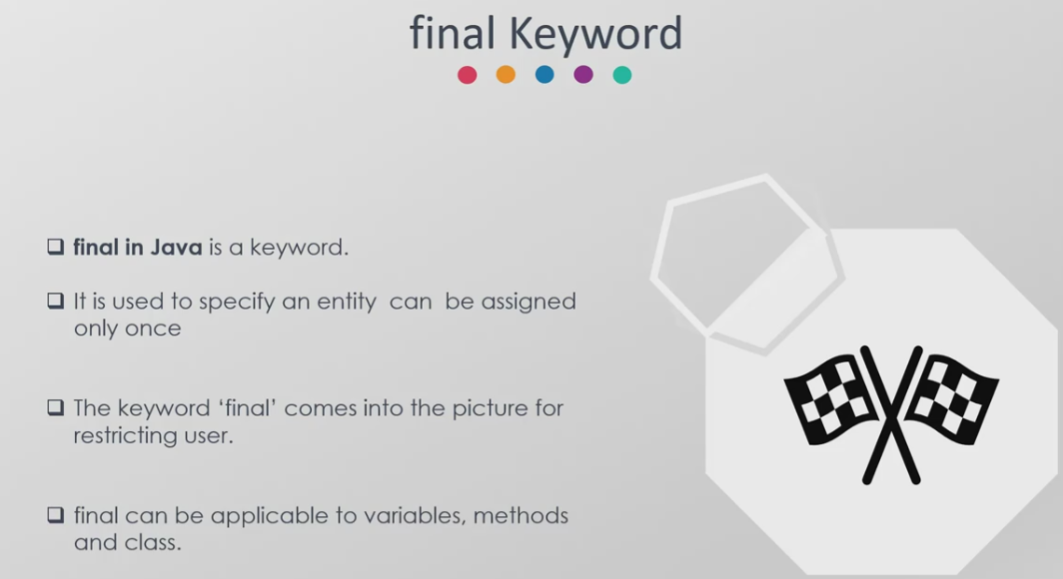 final Keyword
❑ final in Java is a keyword.
❑ It is used to specify an entity can be assigned
only once
❑ The keyword ‘final’ comes into the picture for
restricting user.
❑ final can be applicable to variables, methods
and class.